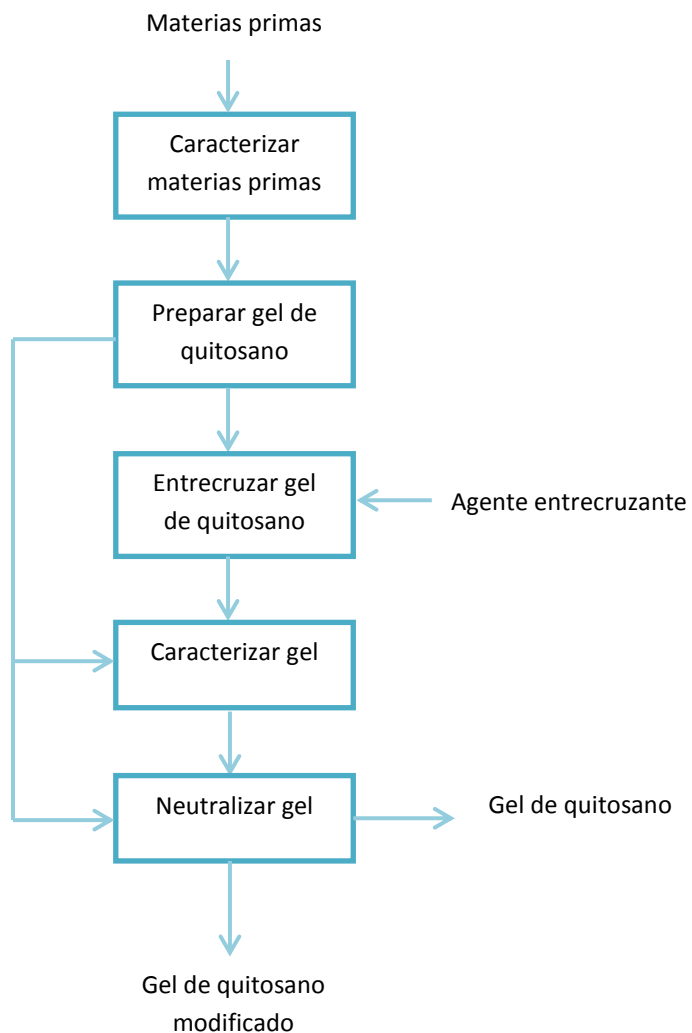 Materias primas
Caracterizar
materias primas
Preparar gel de
quitosano
Entrecruzar gel
de quitosano
Agente entrecruzante
Caracterizar gel
Neutralizar gel
Gel de quitosano
Gel de quitosano
modificado